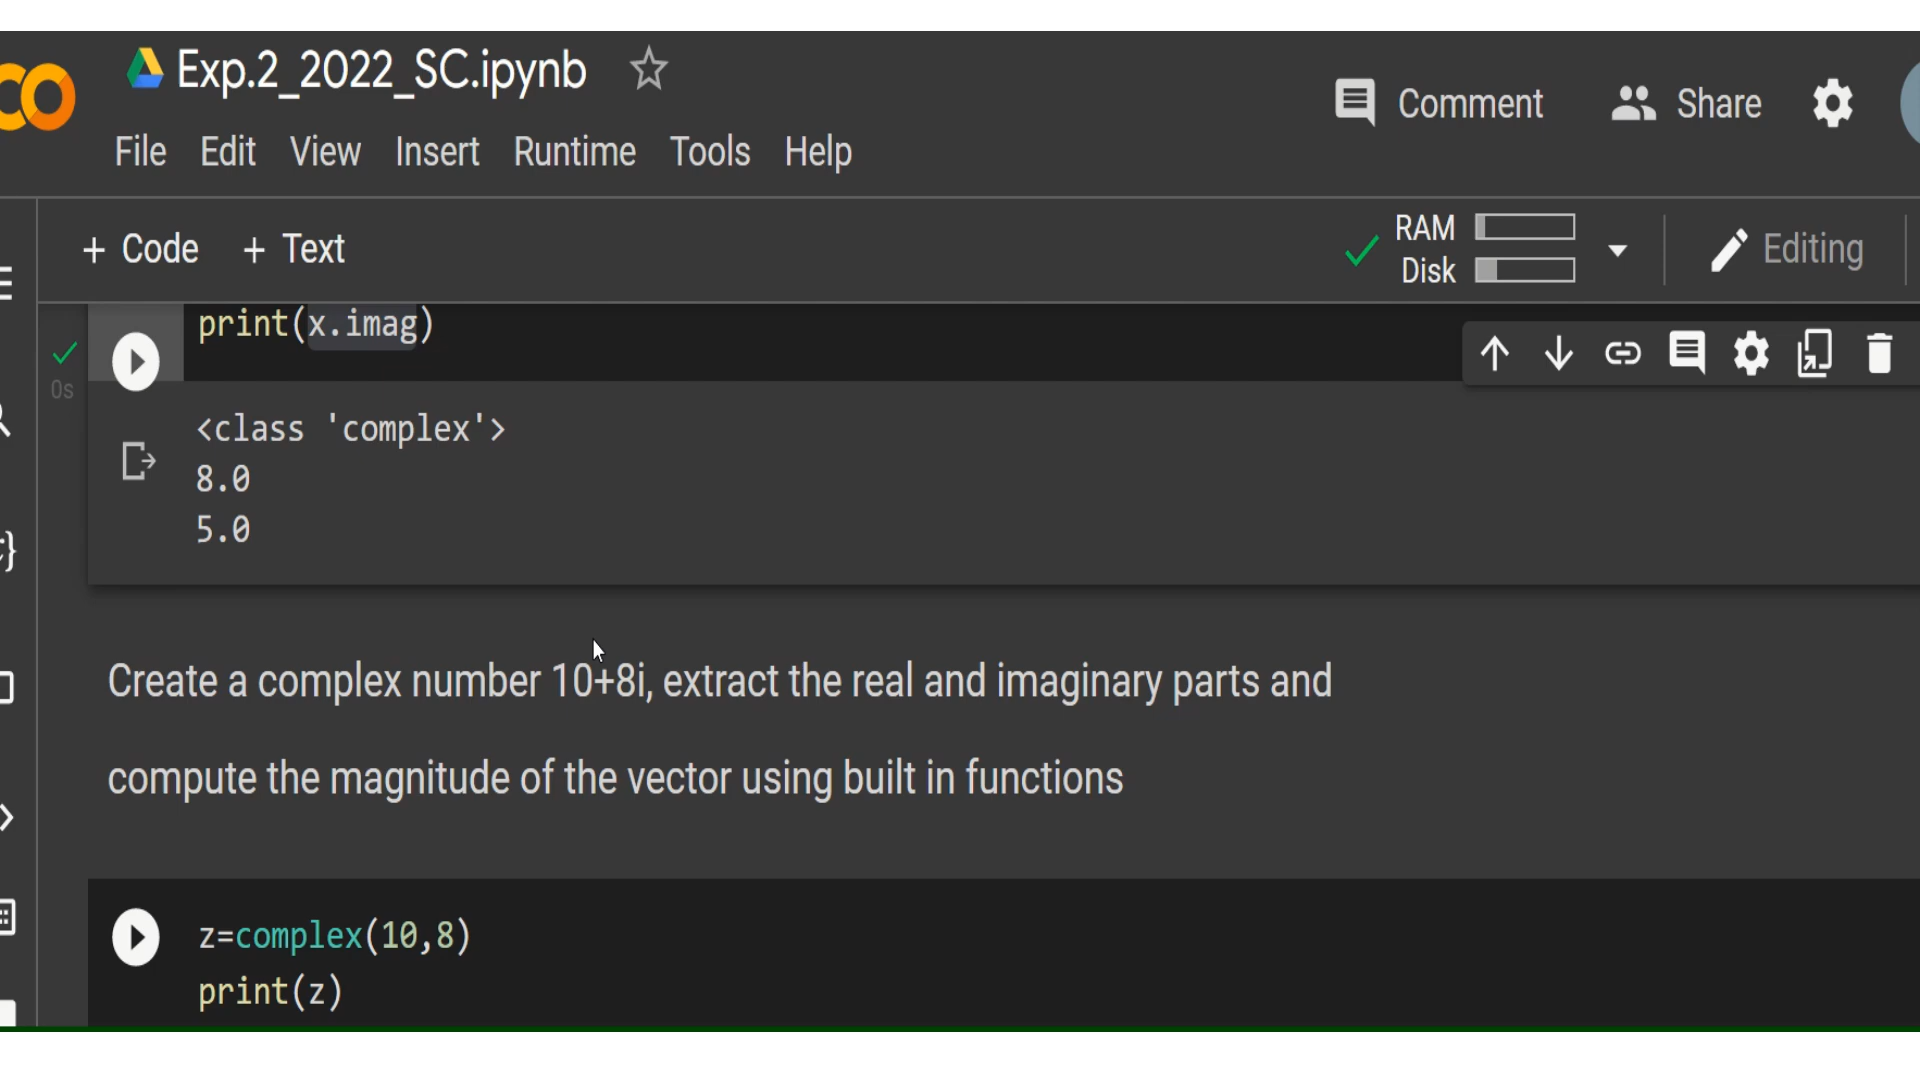 Exp.2_2022_SC.ipynb
Comment Share
File Edit View Insert Runtime Tools Help
+ Code + Text
RAM
Disk
Editing
print(x.imag)
0s
<class 'complex'>
8.0
5.0
Create a complex number 10+8i, extract the real and imaginary parts and
compute the magnitude of the vector using built in functions
z=complex(10,8)
print(z)